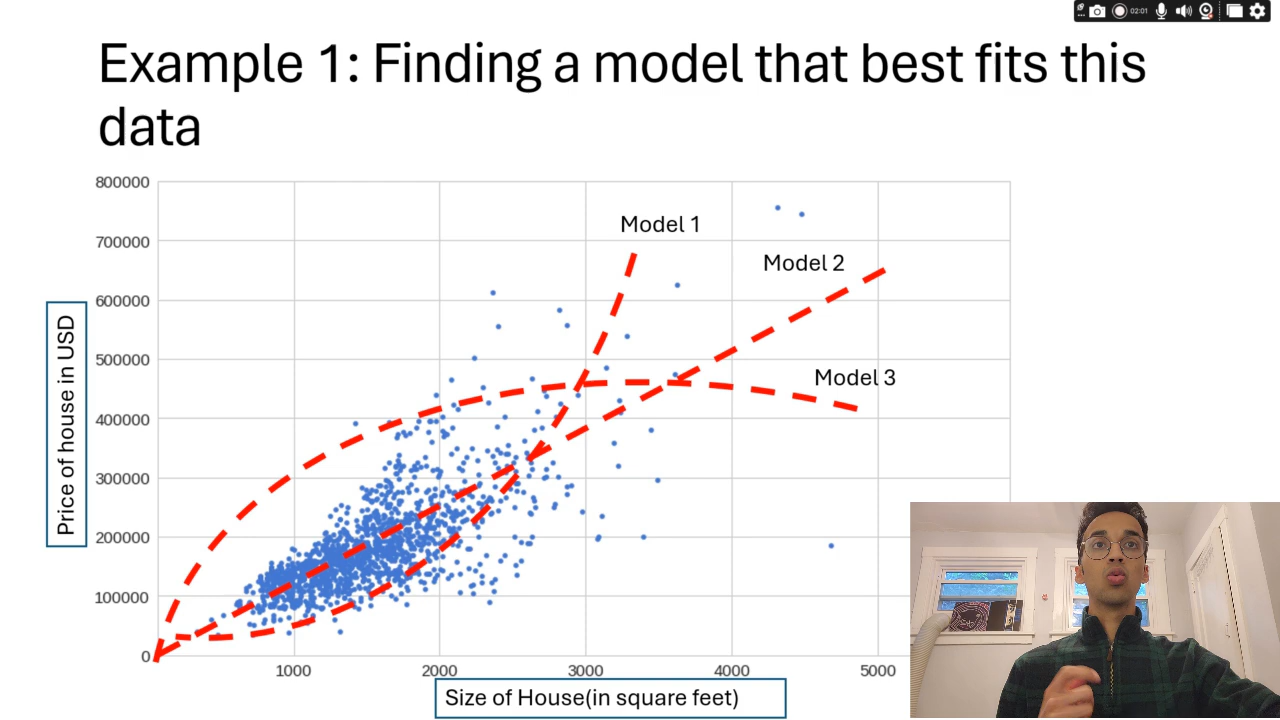 02:01
Example 1: Finding a model that best fits this
data
800000
700000
600000
500000
400000
300000
200000
100000
0
Price of house in USD
Model 1
Model 2
Model 3
1000
2000
3000
4000
5000
Size of House(in square feet)